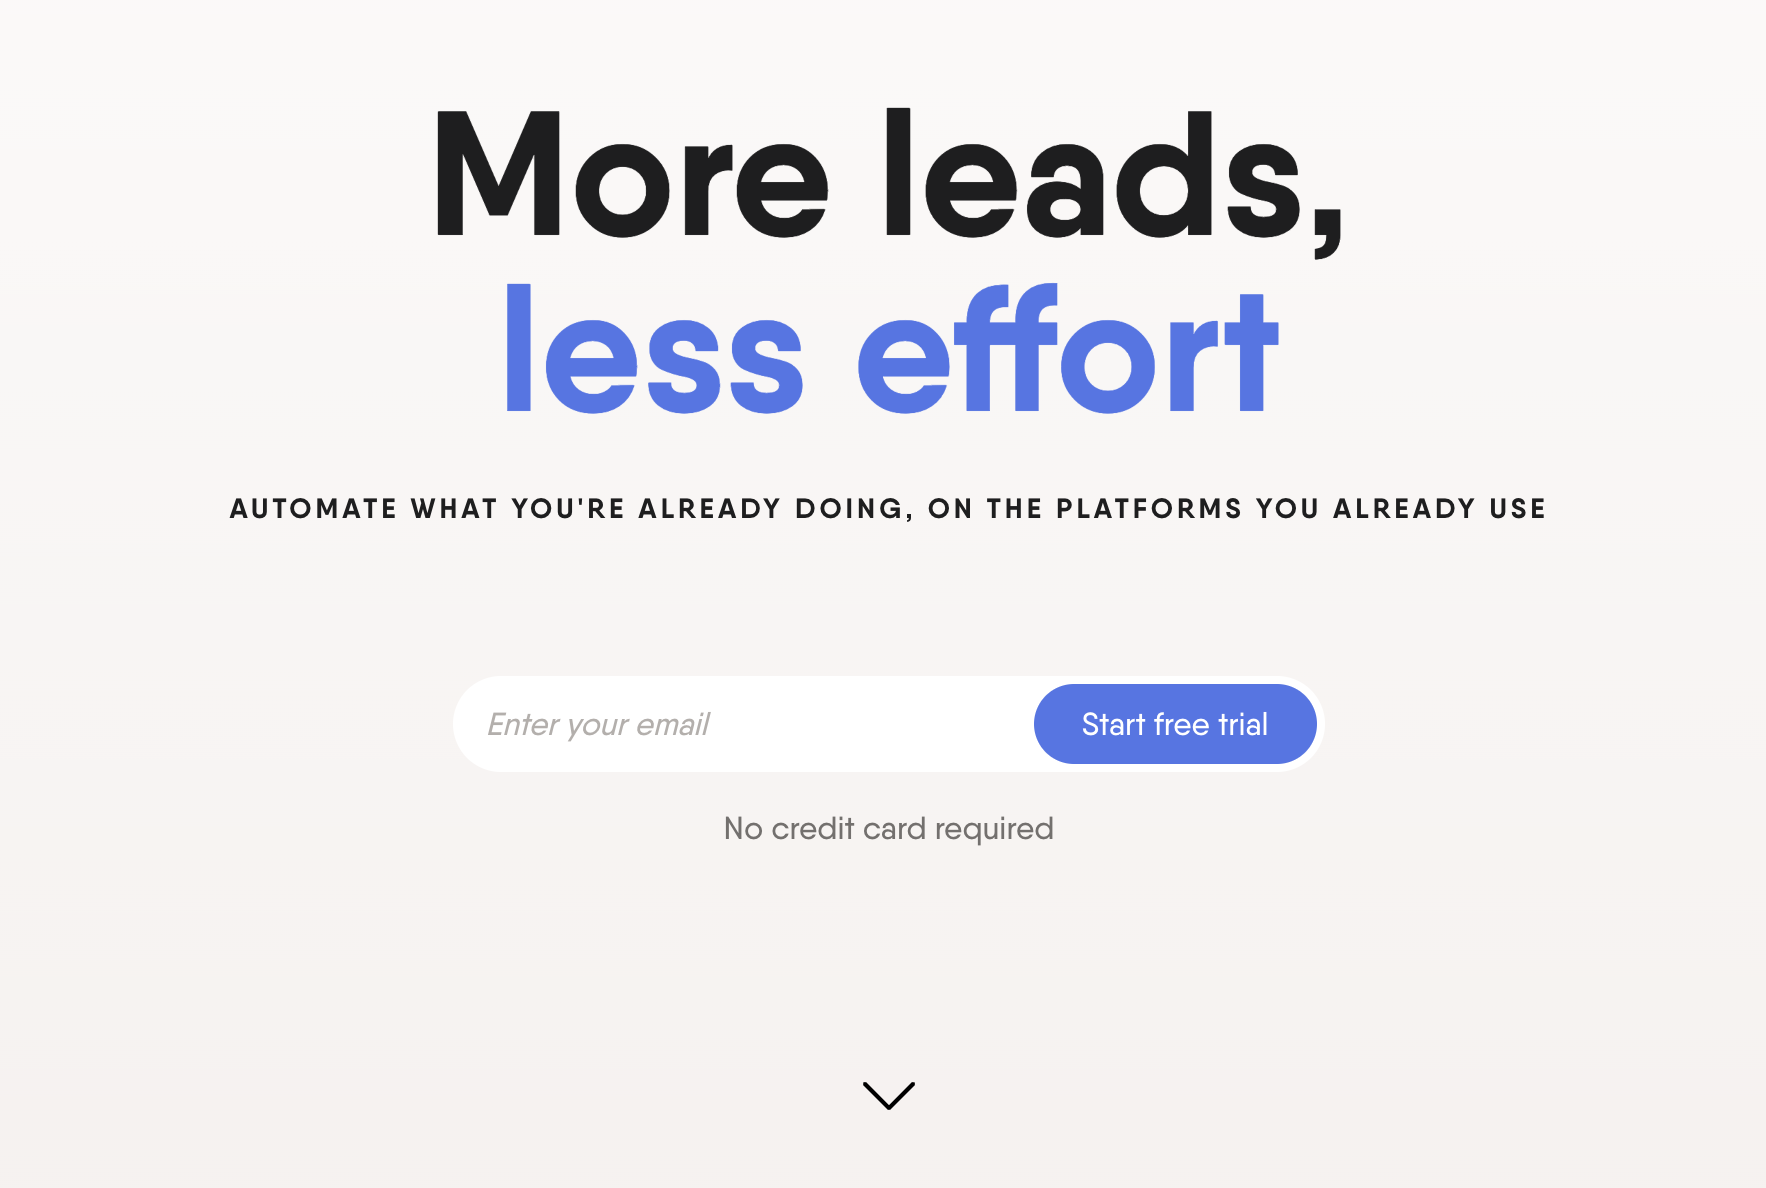 More leads,
less effort
AUTOMATE WHAT YOU'RE ALREADY DOING, ON THE PLATFORMS YOU ALREADY USE
Enter your email
Start free trial
No credit card required